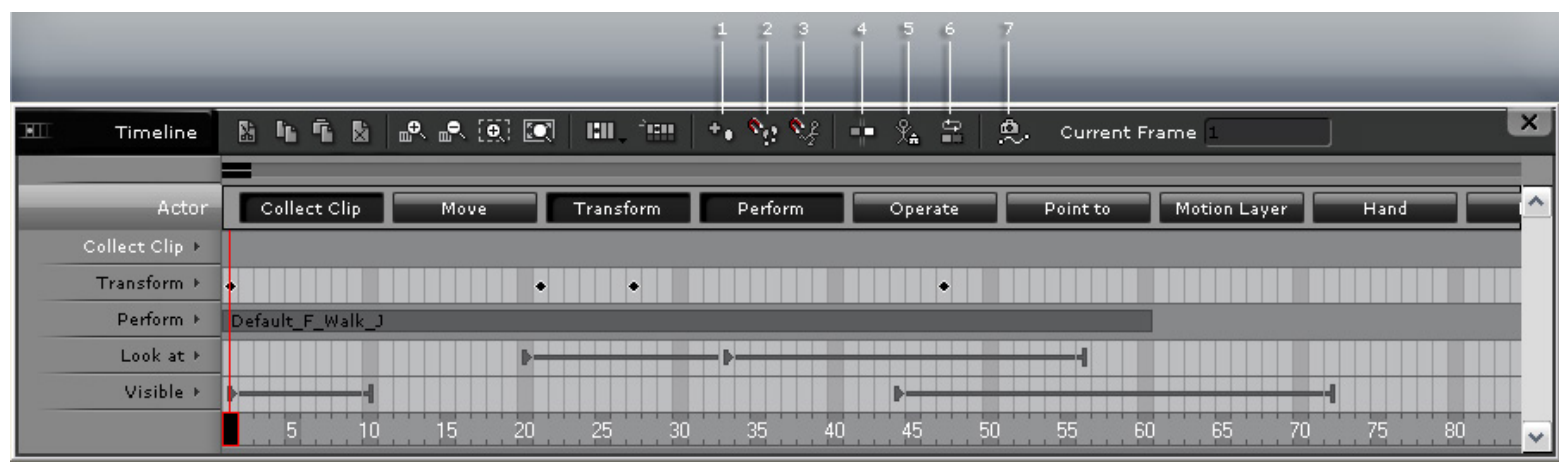 1 2 3 4 5 6 7
Timeline Current Frame 1
Actor Collect Clip Move Transform Perform Operate Point to Motion Layer Hand
Collect Clip
Transform
Perform Default_F_Walk_J
Look at
Visible
5 10 15 20 25 30 35 40 45 50 55 60 65 70 75 80